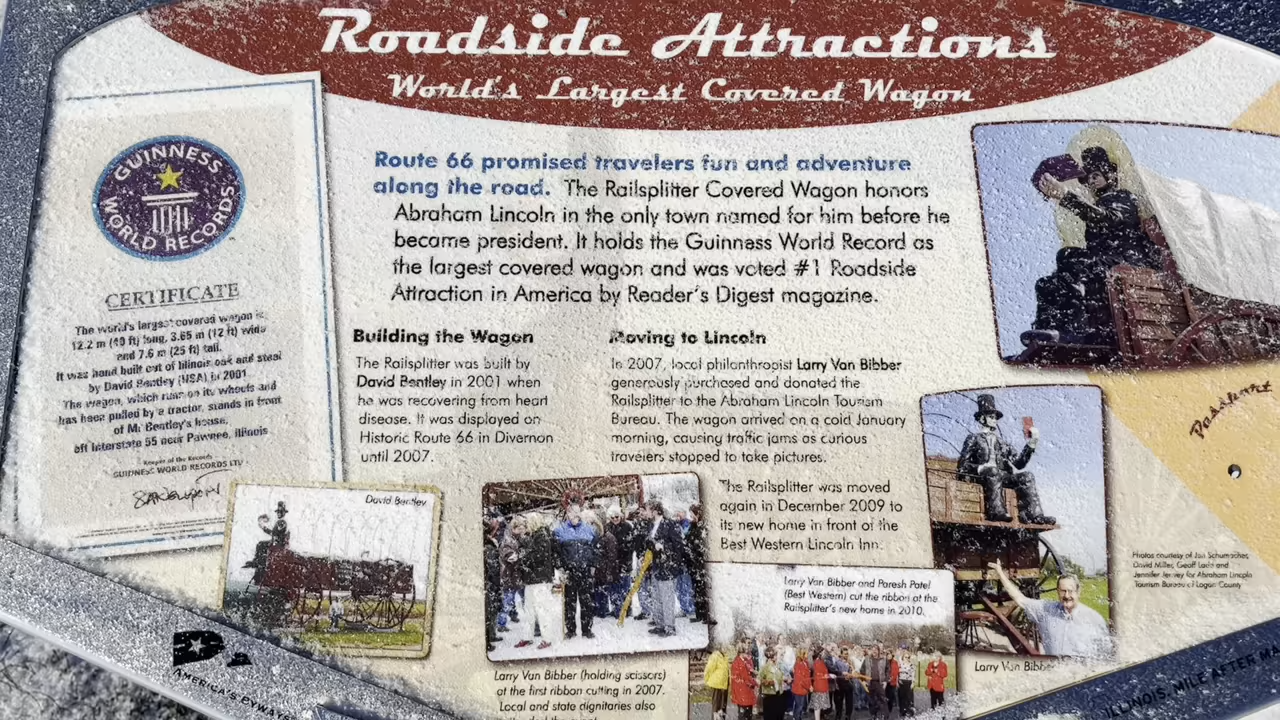 Roadside Attractions
World's Largest Covered Wagon
GUINNESS
WORLD RECORDS
CERTIFICATE
The world's largest covered wagon is
12.2 m (40 ft) long, 3.65 m (12 ft) wide
and 7.6 m (25 ft) tall.
It was hand built out of Illinois oak and steel
by David Bentley (USA) in 2001
The wagon, which runs on its wheels and
has been pulled by a tractor, stands in front
of Mr Bentley's house,
off Interstate 55 near Pawnee, Illinois
Keeper of the Records
GUINNESS WORLD RECORDS LTD
Route 66 promised travelers fun and adventure
along the road. The Railsplitter Covered Wagon honors
Abraham Lincoln in the only town named for him before he
became president. It holds the Guinness World Record as
the largest covered wagon and was voted #1 Roadside
Attraction in America by Reader's Digest magazine.
Building the Wagon
The Railsplitter was built by
David Bentley in 2001 when
he was recovering from heart
disease. It was displayed on
Historic Route 66 in Divernon
until 2007.
Moving to Lincoln
In 2007, local philanthropist Larry Van Bibber
generously purchased and donated the
Railsplitter to the Abraham Lincoln Tourism
Bureau. The wagon arrived on a cold January
morning, causing traffic jams as curious
travelers stopped to take pictures.
The Railsplitter was moved
again in December 2009 to
its new home in front of the
Best Western Lincoln Inn.
David Bentley
Larry Van Bibber (holding scissors)
at the first ribbon cutting in 2007.
Local and state dignitaries also
Larry Van Bibber and Paresh Patel
(Best Western) cut the ribbon at the
Railsplitter's new home in 2010.
Larry Van Bibber
Passport
Photos courtesy of Jan Schumacher,
David Miller, Geoff Ladd and
Jennifer for Abraham Lincoln
Tourism Bureau of Logan County
AMERICA'S BYWAY
ILLINOIS, MILE AFTER